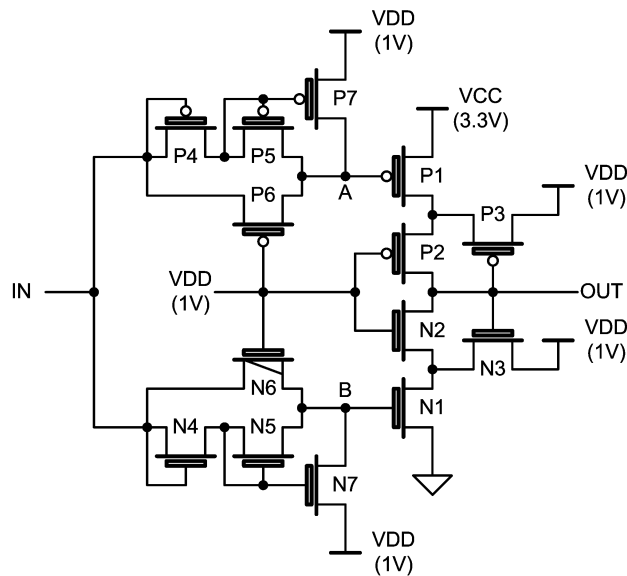 VDD
(1V)
P7
VCC
(3.3V)
P4
P5
P1
A
P6
P3
VDD
(1V)
P2
VDD
(1V)
IN
OUT
N2
VDD
(1V)
N6
B
N3
N4
N5
N1
N7
VDD
(1V)